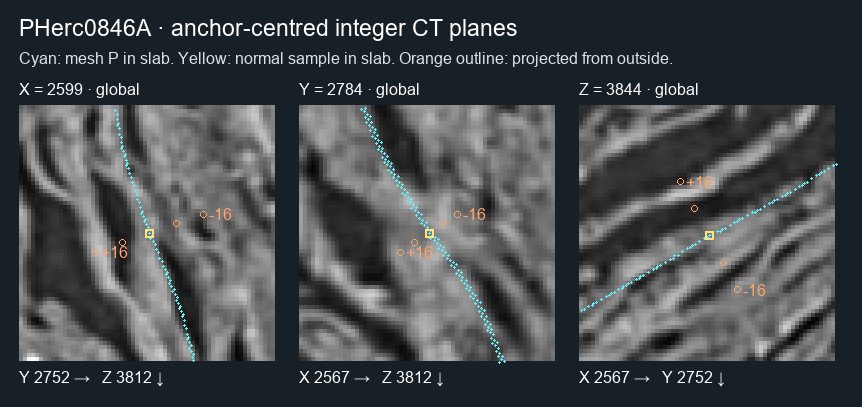 PHerc0846A · anchor-centred integer CT planes
Cyan: mesh P in slab. Yellow: normal sample in slab. Orange outline: projected from outside.
X = 2599 · global
Y = 2784 · global
Z = 3844 · global
-16
+16
-16
+16
+16
-16
Y 2752 → Z 3812 ↓
X 2567 → Z 3812 ↓
X 2567 → Y 2752 ↓